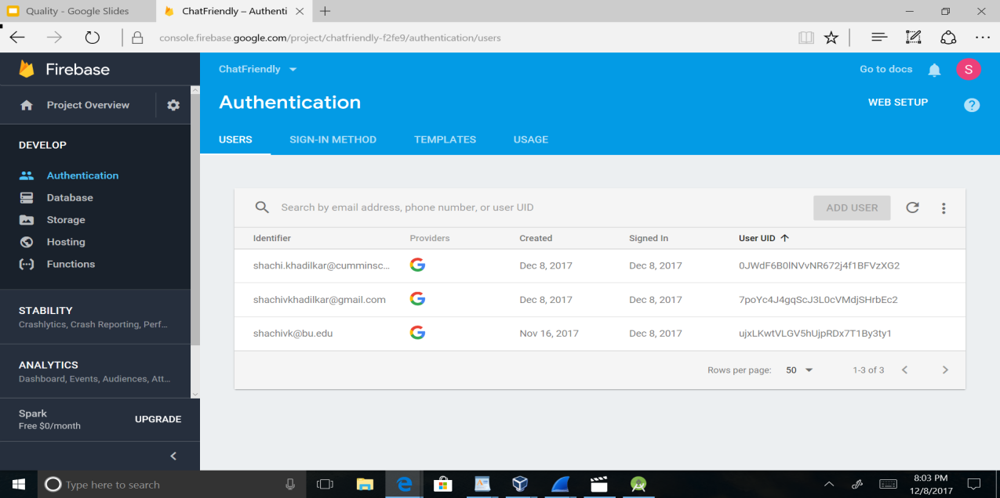 Quality - Google Slides
ChatFriendly – Authenti
console.firebase.google.com/project/chatfriendly-f2fe9/authentication/users
Firebase
ChatFriendly
Go to docs
S
Project Overview
Authentication
WEB SETUP
?
USERS SIGN-IN METHOD TEMPLATES USAGE
DEVELOP
Authentication
Database
Storage
Hosting
Functions
STABILITY
Crashlytics, Crash Reporting, Perf...
ANALYTICS
Dashboard, Events, Audiences, Att...
Spark
Free $0/month
UPGRADE
Search by email address, phone number, or user UID
ADD USER
Identifier Providers Created Signed In User UID
shachi.khadilkar@cumminsc... Dec 8, 2017 Dec 8, 2017 0JWdF6B0lNVvNR672j4f1BFVzXG2
shachivkhadilkar@gmail.com Dec 8, 2017 Dec 8, 2017 7poYc4J4gqScJ3L0cVMdjSHrbEc2
shachivk@bu.edu Nov 16, 2017 Dec 8, 2017 ujxLKwtVLGV5hUjpRDx7T1By3ty1
Rows per page: 50 1-3 of 3
Type here to search
8:03 PM
12/8/2017